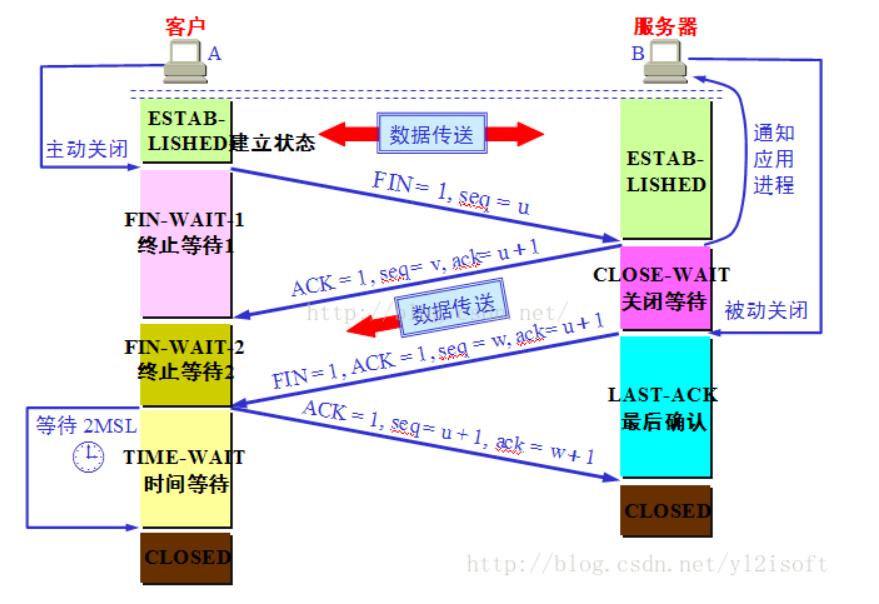 客户
服务器
A
B
ESTAB-
LISHED建立状态
数据传送
主动关闭
ESTAB-
LISHED
通知
应用
进程
FIN = 1, seq = u
FIN-WAIT-1
终止等待1
ACK = 1, seq = v, ack= u+1
CLOSE-WAIT
关闭等待
http://blog.csdn.net/
数据传送
被动关闭
FIN-WAIT-2
终止等待2
FIN = 1, ACK = 1, seq = w, ack= u+1
LAST-ACK
最后确认
等待 2MSL
ACK = 1, seq= u+1, ack = w+1
TIME-WAIT
时间等待
CLOSED
CLOSED
http://blog.csdn.net/yl2isoft